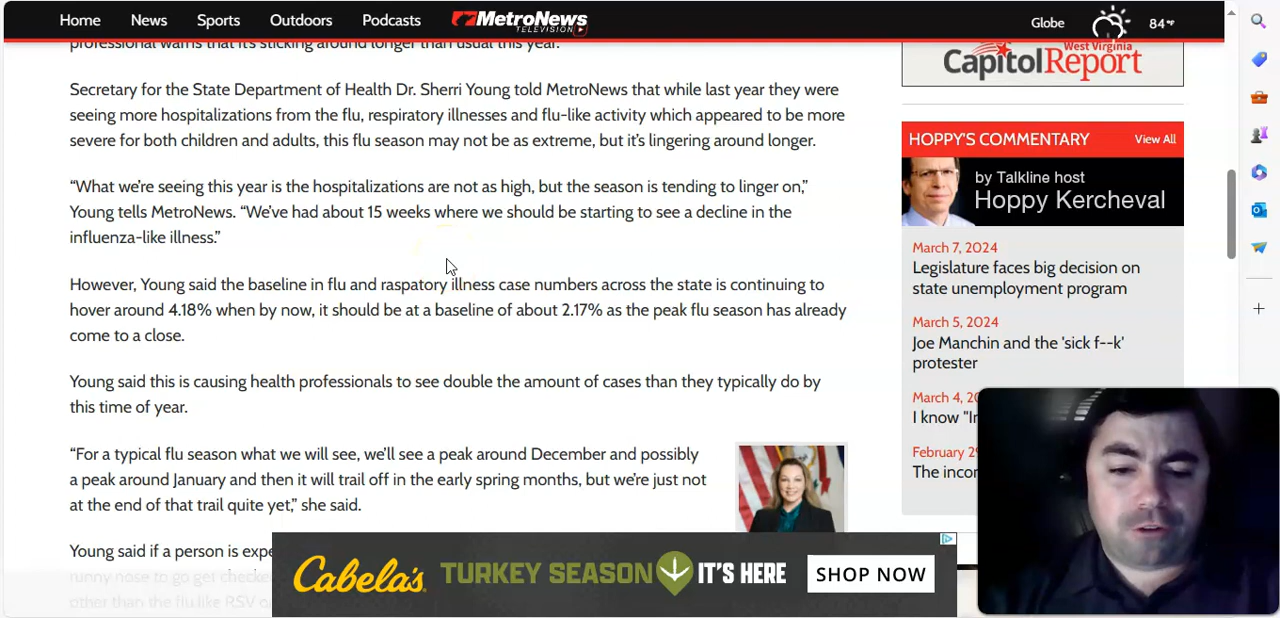 Home News Sports Outdoors Podcasts MetroNews TELEVISION Globe 84°F
professional warns that it's sticking around longer than usual this year.
Secretary for the State Department of Health Dr. Sherri Young told MetroNews that while last year they were
seeing more hospitalizations from the flu, respiratory illnesses and flu-like activity which appeared to be more
severe for both children and adults, this flu season may not be as extreme, but it's lingering around longer.
“What we're seeing this year is the hospitalizations are not as high, but the season is tending to linger on,”
Young tells MetroNews. “We've had about 15 weeks where we should be starting to see a decline in the
influenza-like illness.”
However, Young said the baseline in flu and raspatory illness case numbers across the state is continuing to
hover around 4.18% when by now, it should be at a baseline of about 2.17% as the peak flu season has already
come to a close.
Young said this is causing health professionals to see double the amount of cases than they typically do by
this time of year.
“For a typical flu season what we will see, we'll see a peak around December and possibly
a peak around January and then it will trail off in the early spring months, but we're just not
at the end of that trail quite yet,” she said.
Young said if a person is expe
runny nose to go get checke
other than the flu like RSV
West Virginia
Capitol Report
HOPPY'S COMMENTARY View All
by Talkline host
Hoppy Kercheval
March 7, 2024
Legislature faces big decision on
state unemployment program
March 5, 2024
Joe Manchin and the 'sick f--k'
protester
March 4, 20
I know "I
February 2
The incor
Cabela's TURKEY SEASON IT'S HERE SHOP NOW